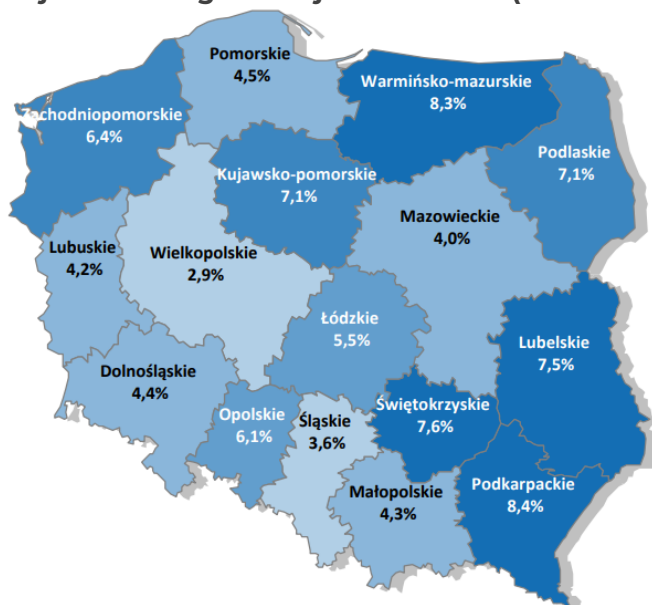 Pomorskie
4,5%
Warmińsko-mazurskie
8,3%
Zachodniopomorskie
6,4%
Podlaskie
7,1%
Kujawsko-pomorskie
7,1%
Mazowieckie
4,0%
Lubuskie
4,2%
Wielkopolskie
2,9%
Łódzkie
5,5%
Lubelskie
7,5%
Dolnośląskie
4,4%
Opolskie
6,1%
Śląskie
3,6%
Świętokrzyskie
7,6%
Małopolskie
4,3%
Podkarpackie
8,4%